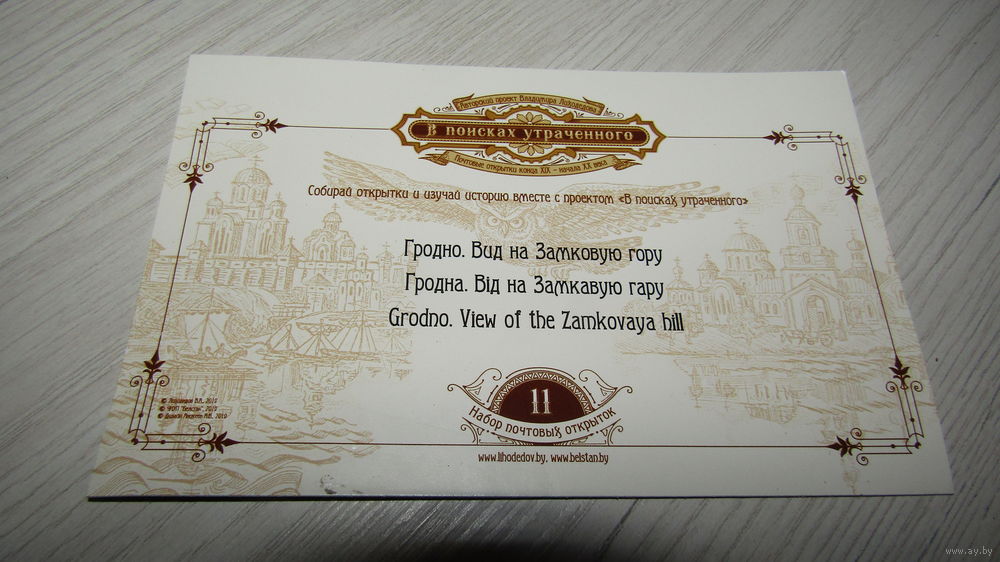 Авторский проект Владимира Лиходедова
В поисках утраченного
Почтовые открытки конца XIX - начала XX века
Собирай открытки и изучай историю вместе с проектом «В поисках утраченного»
Гродно. Вид на Замковую гору
Гродна. Від на Замкавую гару
Grodno. View of the Zamkovaya hill
11
Набор почтовых открыток
© Лиходедов В.А., 2010
www.lihodedov.by, www.belstan.by
www.ay.by